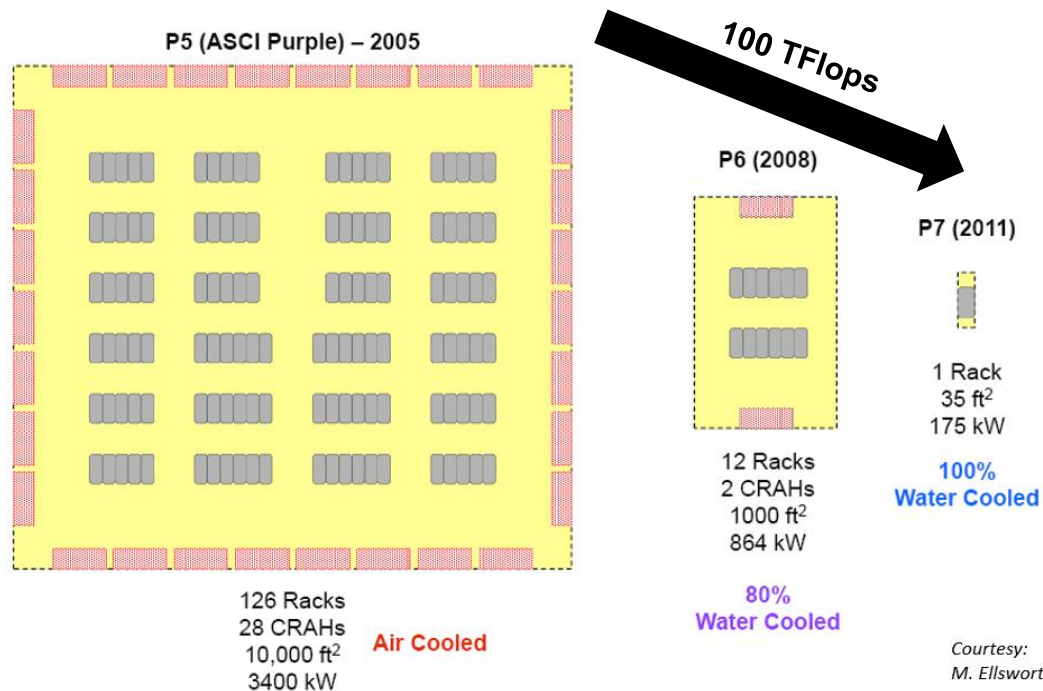 P5 (ASCI Purple) – 2005
100 TFlops
P6 (2008)
P7 (2011)
126 Racks
28 CRAHs
10,000 ft²
3400 kW
Air Cooled
12 Racks
2 CRAHs
1000 ft²
864 kW
80%
Water Cooled
1 Rack
35 ft²
175 kW
100%
Water Cooled
Courtesy:
M. Ellswort